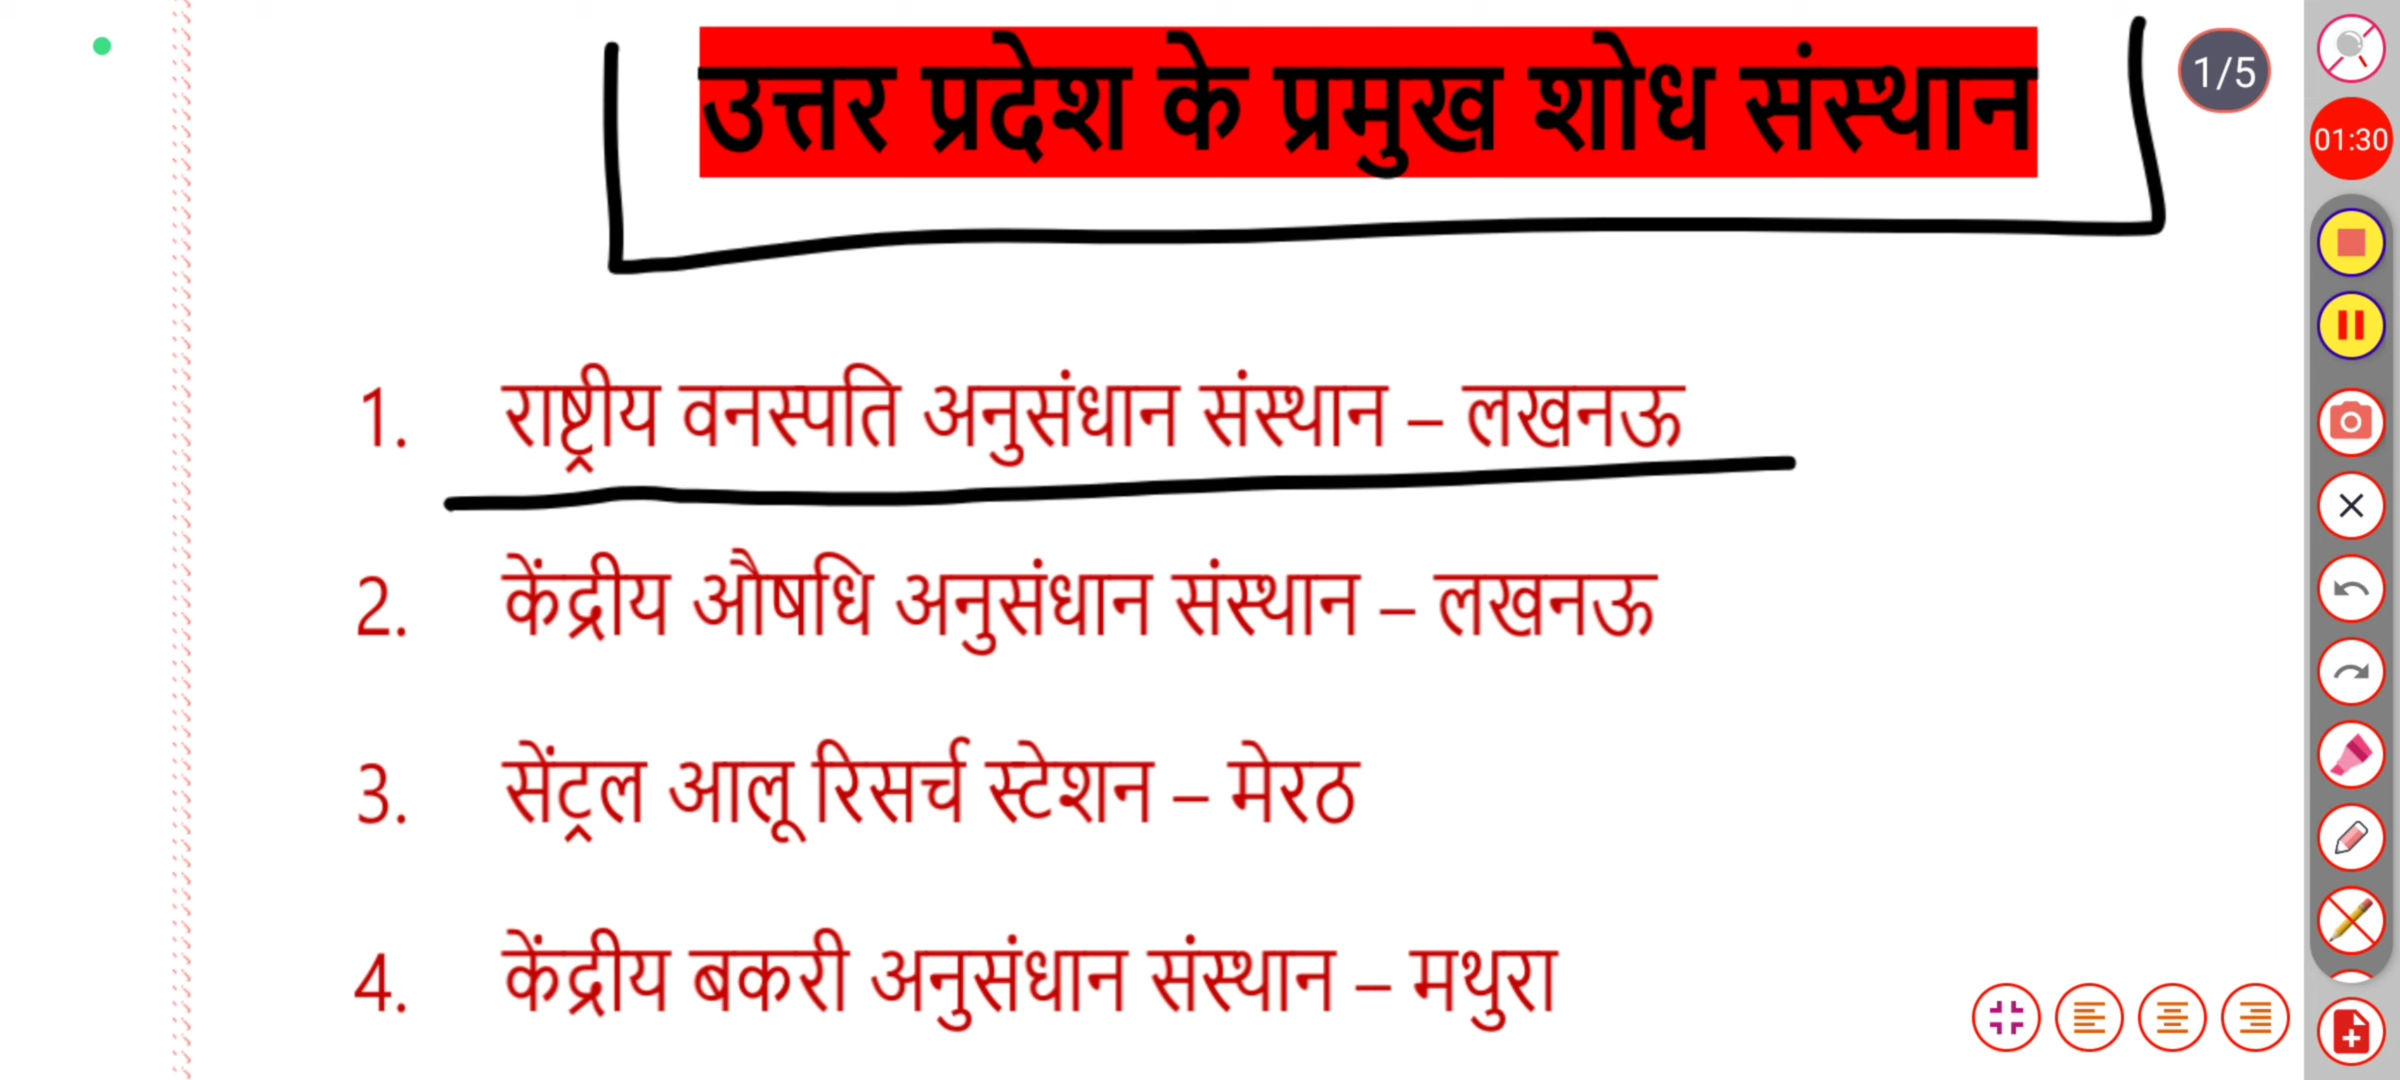 उत्तर प्रदेश के प्रमुख शोध संस्थान
1/5
01:30
1. राष्ट्रीय वनस्पति अनुसंधान संस्थान – लखनऊ
2. केंद्रीय औषधि अनुसंधान संस्थान – लखनऊ
3. सेंट्रल आलू रिसर्च स्टेशन – मेरठ
4. केंद्रीय बकरी अनुसंधान संस्थान – मथुरा